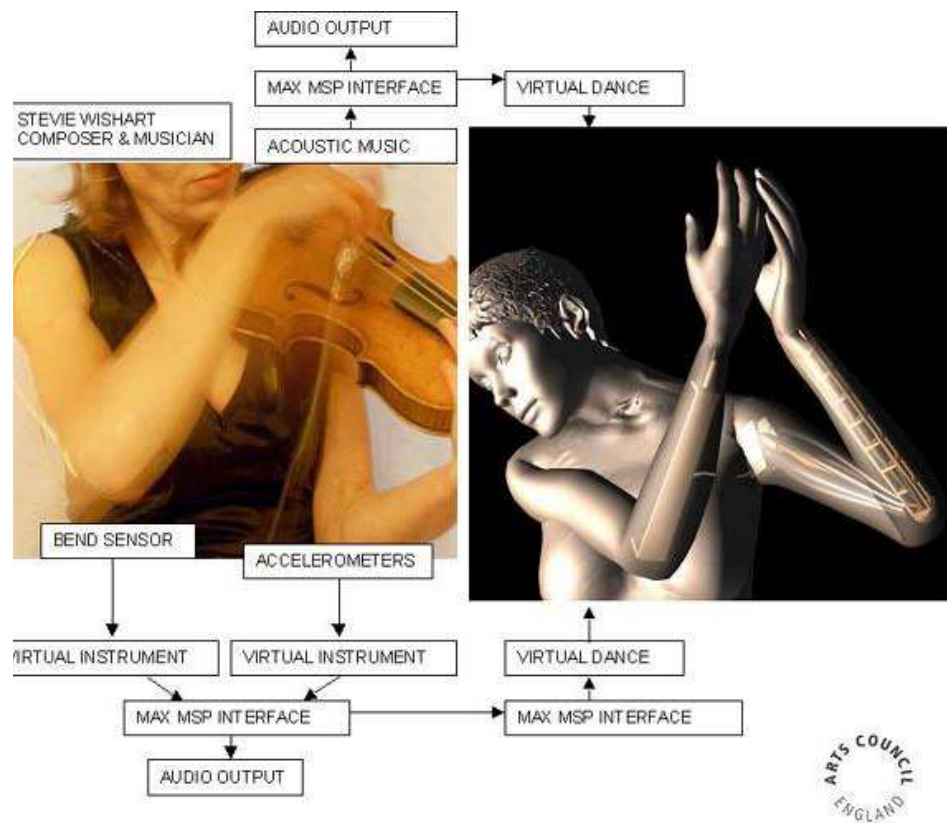 AUDIO OUTPUT
MAX MSP INTERFACE
VIRTUAL DANCE
STEVIE WISHART
COMPOSER & MUSICIAN
ACOUSTIC MUSIC
BEND SENSOR
ACCELEROMETERS
VIRTUAL INSTRUMENT
VIRTUAL INSTRUMENT
VIRTUAL DANCE
MAX MSP INTERFACE
MAX MSP INTERFACE
AUDIO OUTPUT
ARTS COUNCIL
ENGLAND